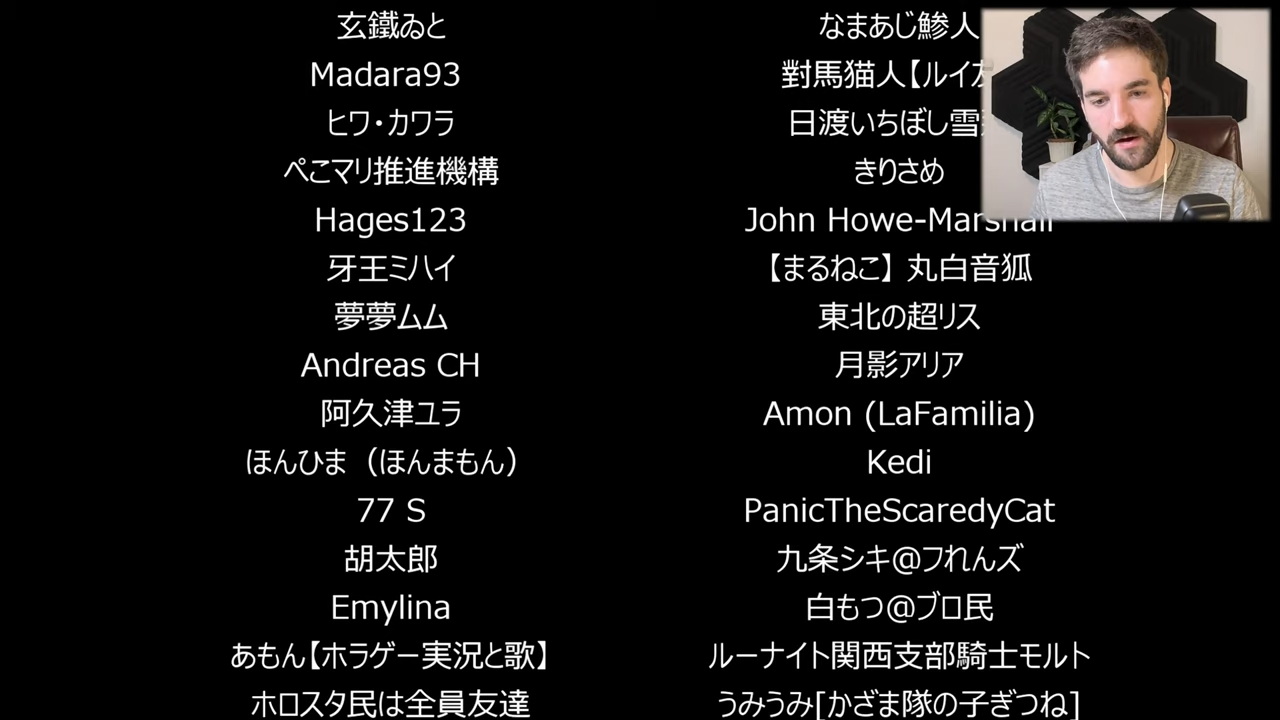 玄鐵ゐと
なまあじ鯵人
Madara93
對馬猫人【ルイ友
ヒワ・カワラ
日渡いちぼし雪
ぺこマリ推進機構
きりさめ
Hages123
John Howe-Marshall
牙王ミハイ
【まるねこ】丸白音狐
夢夢ムム
東北の超リス
Andreas CH
月影アリア
阿久津ユラ
Amon (LaFamilia)
ほんひま（ほんまもん）
Kedi
77 S
PanicTheScaredyCat
胡太郎
九条シキ@フれんズ
Emylina
白もつ@ブロ民
あもん【ホラゲー実況と歌】
ルーナイト関西支部騎士モルト
ホロスタ民は全員友達
うみうみ[かざま隊の子ぎつね]